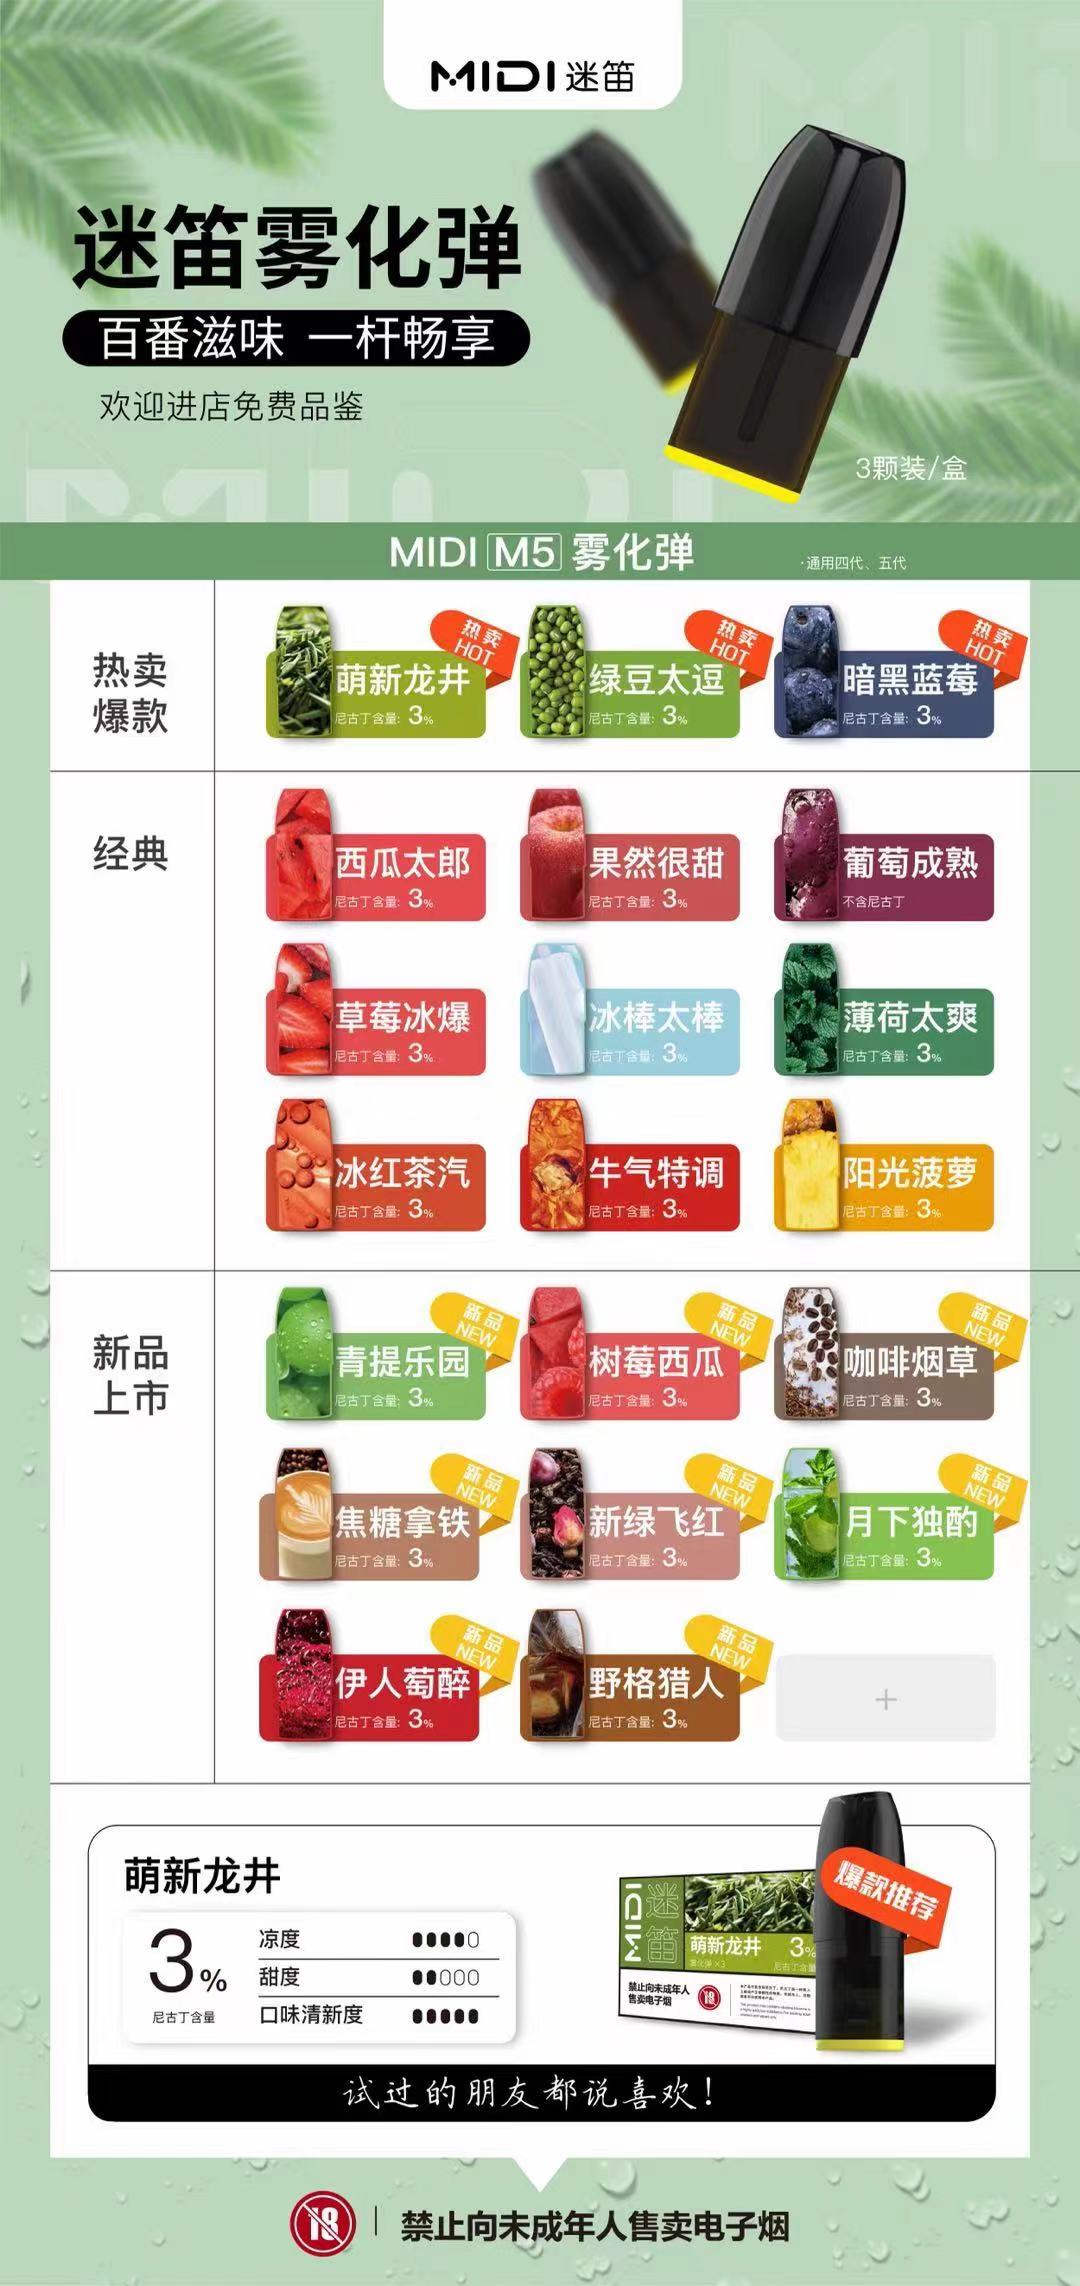 MIDI 迷笛
迷笛雾化弹
百番滋味 一杆畅享
欢迎进店免费品鉴
3颗装/盒
MIDI M5 雾化弹
·通用四代、五代
热卖
爆款
热卖
HOT
萌新龙井
尼古丁含量: 3%
热卖
HOT
绿豆太逗
尼古丁含量: 3%
热卖
HOT
暗黑蓝莓
尼古丁含量: 3%
经典
西瓜太郎
尼古丁含量: 3%
果然很甜
尼古丁含量: 3%
葡萄成熟
不含尼古丁
草莓冰爆
尼古丁含量: 3%
冰棒太棒
尼古丁含量: 3%
薄荷太爽
尼古丁含量: 3%
冰红茶汽
尼古丁含量: 3%
牛气特调
尼古丁含量: 3%
阳光菠萝
尼古丁含量: 3%
新品
上市
新品
NEW
青提乐园
尼古丁含量: 3%
新品
NEW
树莓西瓜
尼古丁含量: 3%
新品
NEW
咖啡烟草
尼古丁含量: 3%
新品
NEW
焦糖拿铁
尼古丁含量: 3%
新品
NEW
新绿飞红
尼古丁含量: 3%
新品
NEW
月下独酌
尼古丁含量: 3%
新品
NEW
伊人萄醉
尼古丁含量: 3%
新品
NEW
野格猎人
尼古丁含量: 3%
+
萌新龙井
3%
尼古丁含量
凉度
甜度
口味清新度
MIDI
迷笛
萌新龙井 3%
雾化弹 ×3 尼古丁含量
禁止向未成年人
售卖电子烟
18
爆款推荐
试过的朋友都说喜欢！
18
禁止向未成年人售卖电子烟